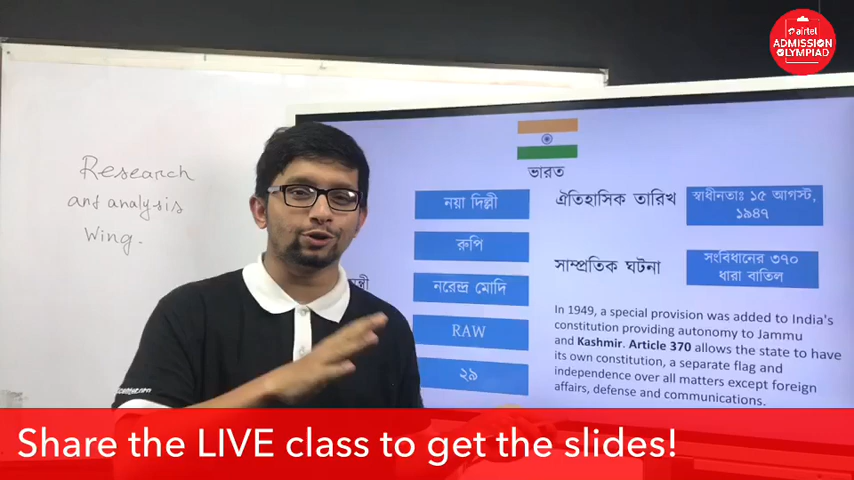 airtel
ADMISSION
OLYMPIAD
Research
and analysis
Wing.
ভারত
নয়া দিল্লী
রুপি
নরেন্দ্র মোদি
RAW
২৯
ঐতিহাসিক তারিখ
স্বাধীনতাঃ ১৫ আগস্ট,
১৯৪৭
সাম্প্রতিক ঘটনা
সংবিধানের ৩৭০
ধারা বাতিল
In 1949, a special provision was added to India's
constitution providing autonomy to Jammu
and Kashmir. Article 370 allows the state to have
its own constitution, a separate flag and
independence over all matters except foreign
affairs, defense and communications.
Share the LIVE class to get the slides!